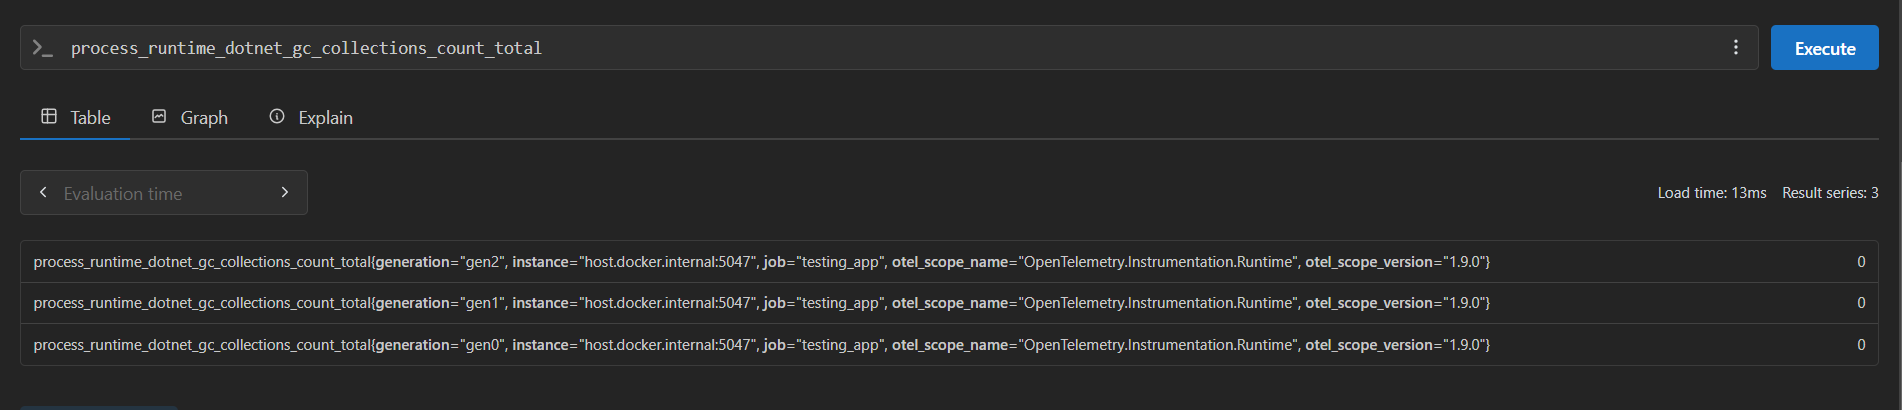 process_runtime_dotnet_gc_collections_count_total
Execute
Table Graph Explain
Evaluation time
Load time: 13ms Result series: 3
process_runtime_dotnet_gc_collections_count_total{generation="gen2", instance="host.docker.internal:5047", job="testing_app", otel_scope_name="OpenTelemetry.Instrumentation.Runtime", otel_scope_version="1.9.0"} 0
process_runtime_dotnet_gc_collections_count_total{generation="gen1", instance="host.docker.internal:5047", job="testing_app", otel_scope_name="OpenTelemetry.Instrumentation.Runtime", otel_scope_version="1.9.0"} 0
process_runtime_dotnet_gc_collections_count_total{generation="gen0", instance="host.docker.internal:5047", job="testing_app", otel_scope_name="OpenTelemetry.Instrumentation.Runtime", otel_scope_version="1.9.0"} 0